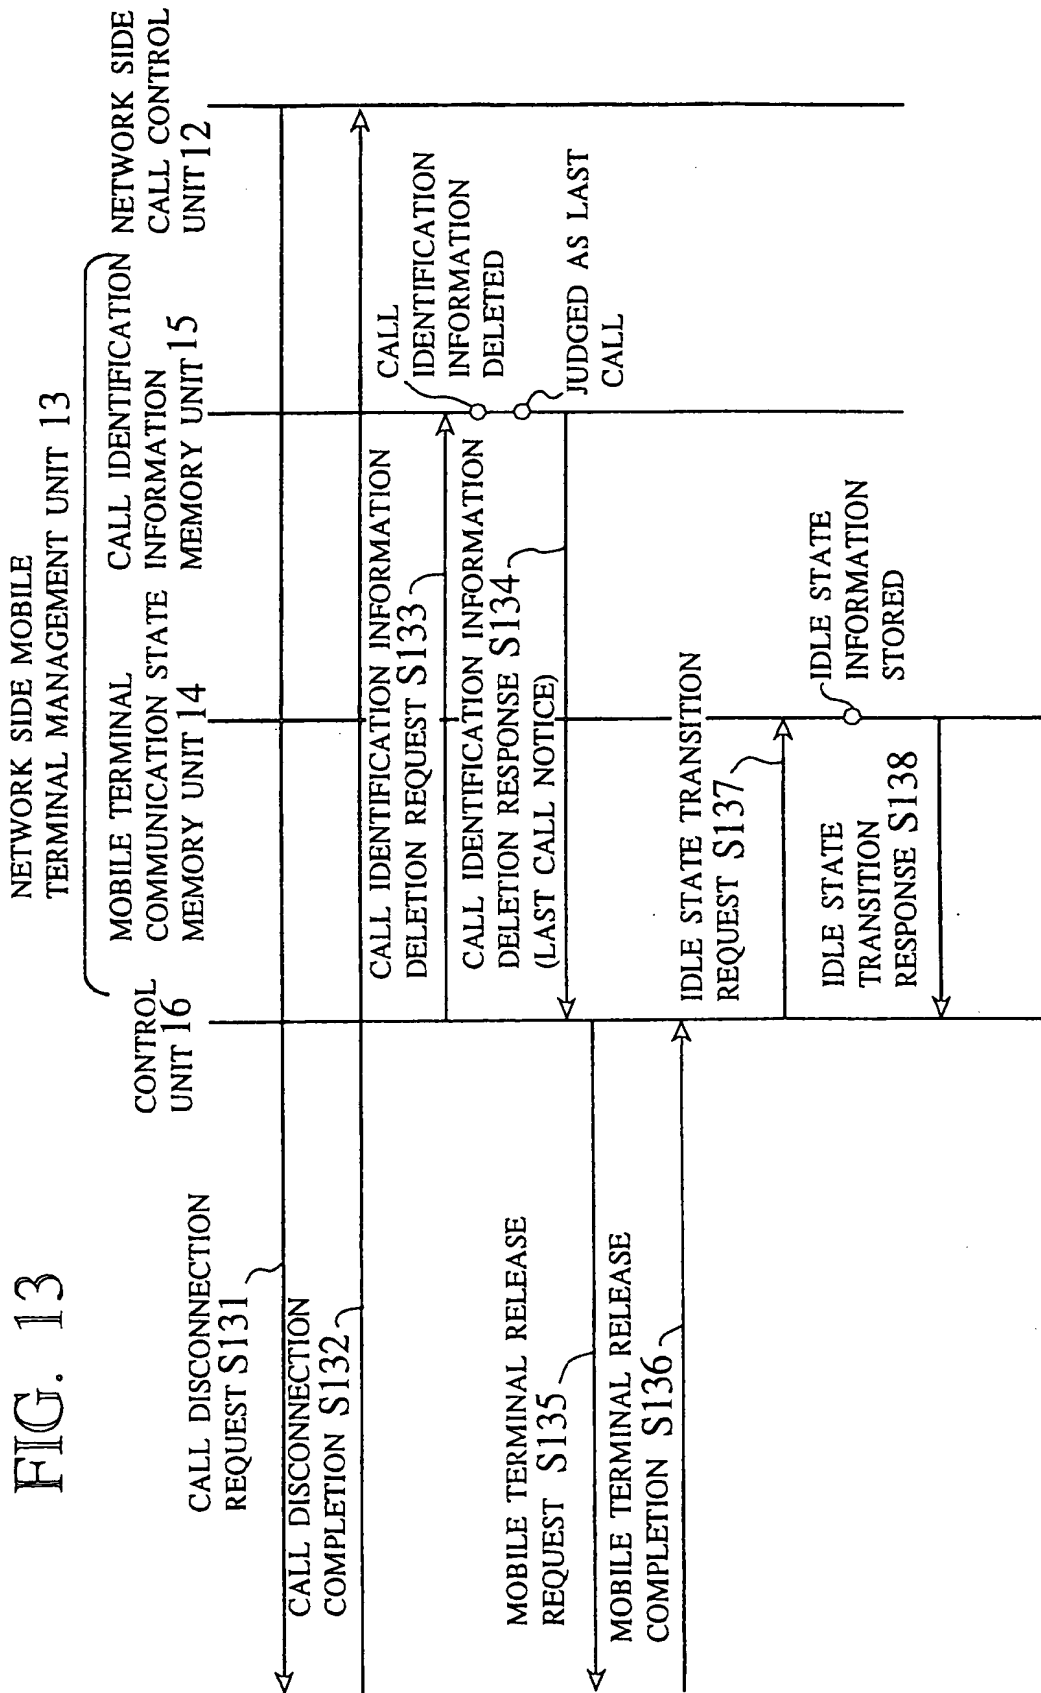 FIG. 13
NETWORK SIDE MOBILE
TERMINAL MANAGEMENT UNIT 13
CONTROL
UNIT 16
MOBILE TERMINAL
COMMUNICATION STATE
MEMORY UNIT 14
CALL IDENTIFICATION
INFORMATION
MEMORY UNIT 15
NETWORK SIDE
CALL CONTROL
UNIT 12
CALL DISCONNECTION
REQUEST S131
CALL DISCONNECTION
COMPLETION S132
CALL IDENTIFICATION INFORMATION
DELETION REQUEST S133
CALL
IDENTIFICATION
INFORMATION
DELETED
CALL IDENTIFICATION INFORMATION
DELETION RESPONSE S134
(LAST CALL NOTICE)
JUDGED AS LAST
CALL
MOBILE TERMINAL RELEASE
REQUEST S135
MOBILE TERMINAL RELEASE
COMPLETION S136
IDLE STATE TRANSITION
REQUEST S137
IDLE STATE
INFORMATION
STORED
IDLE STATE
TRANSITION
RESPONSE S138